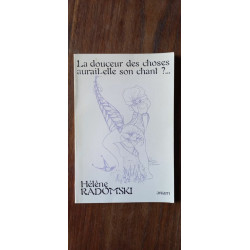 La douceur des choses
aurait.elle son chant ?...
Hélène
RADOMSKI